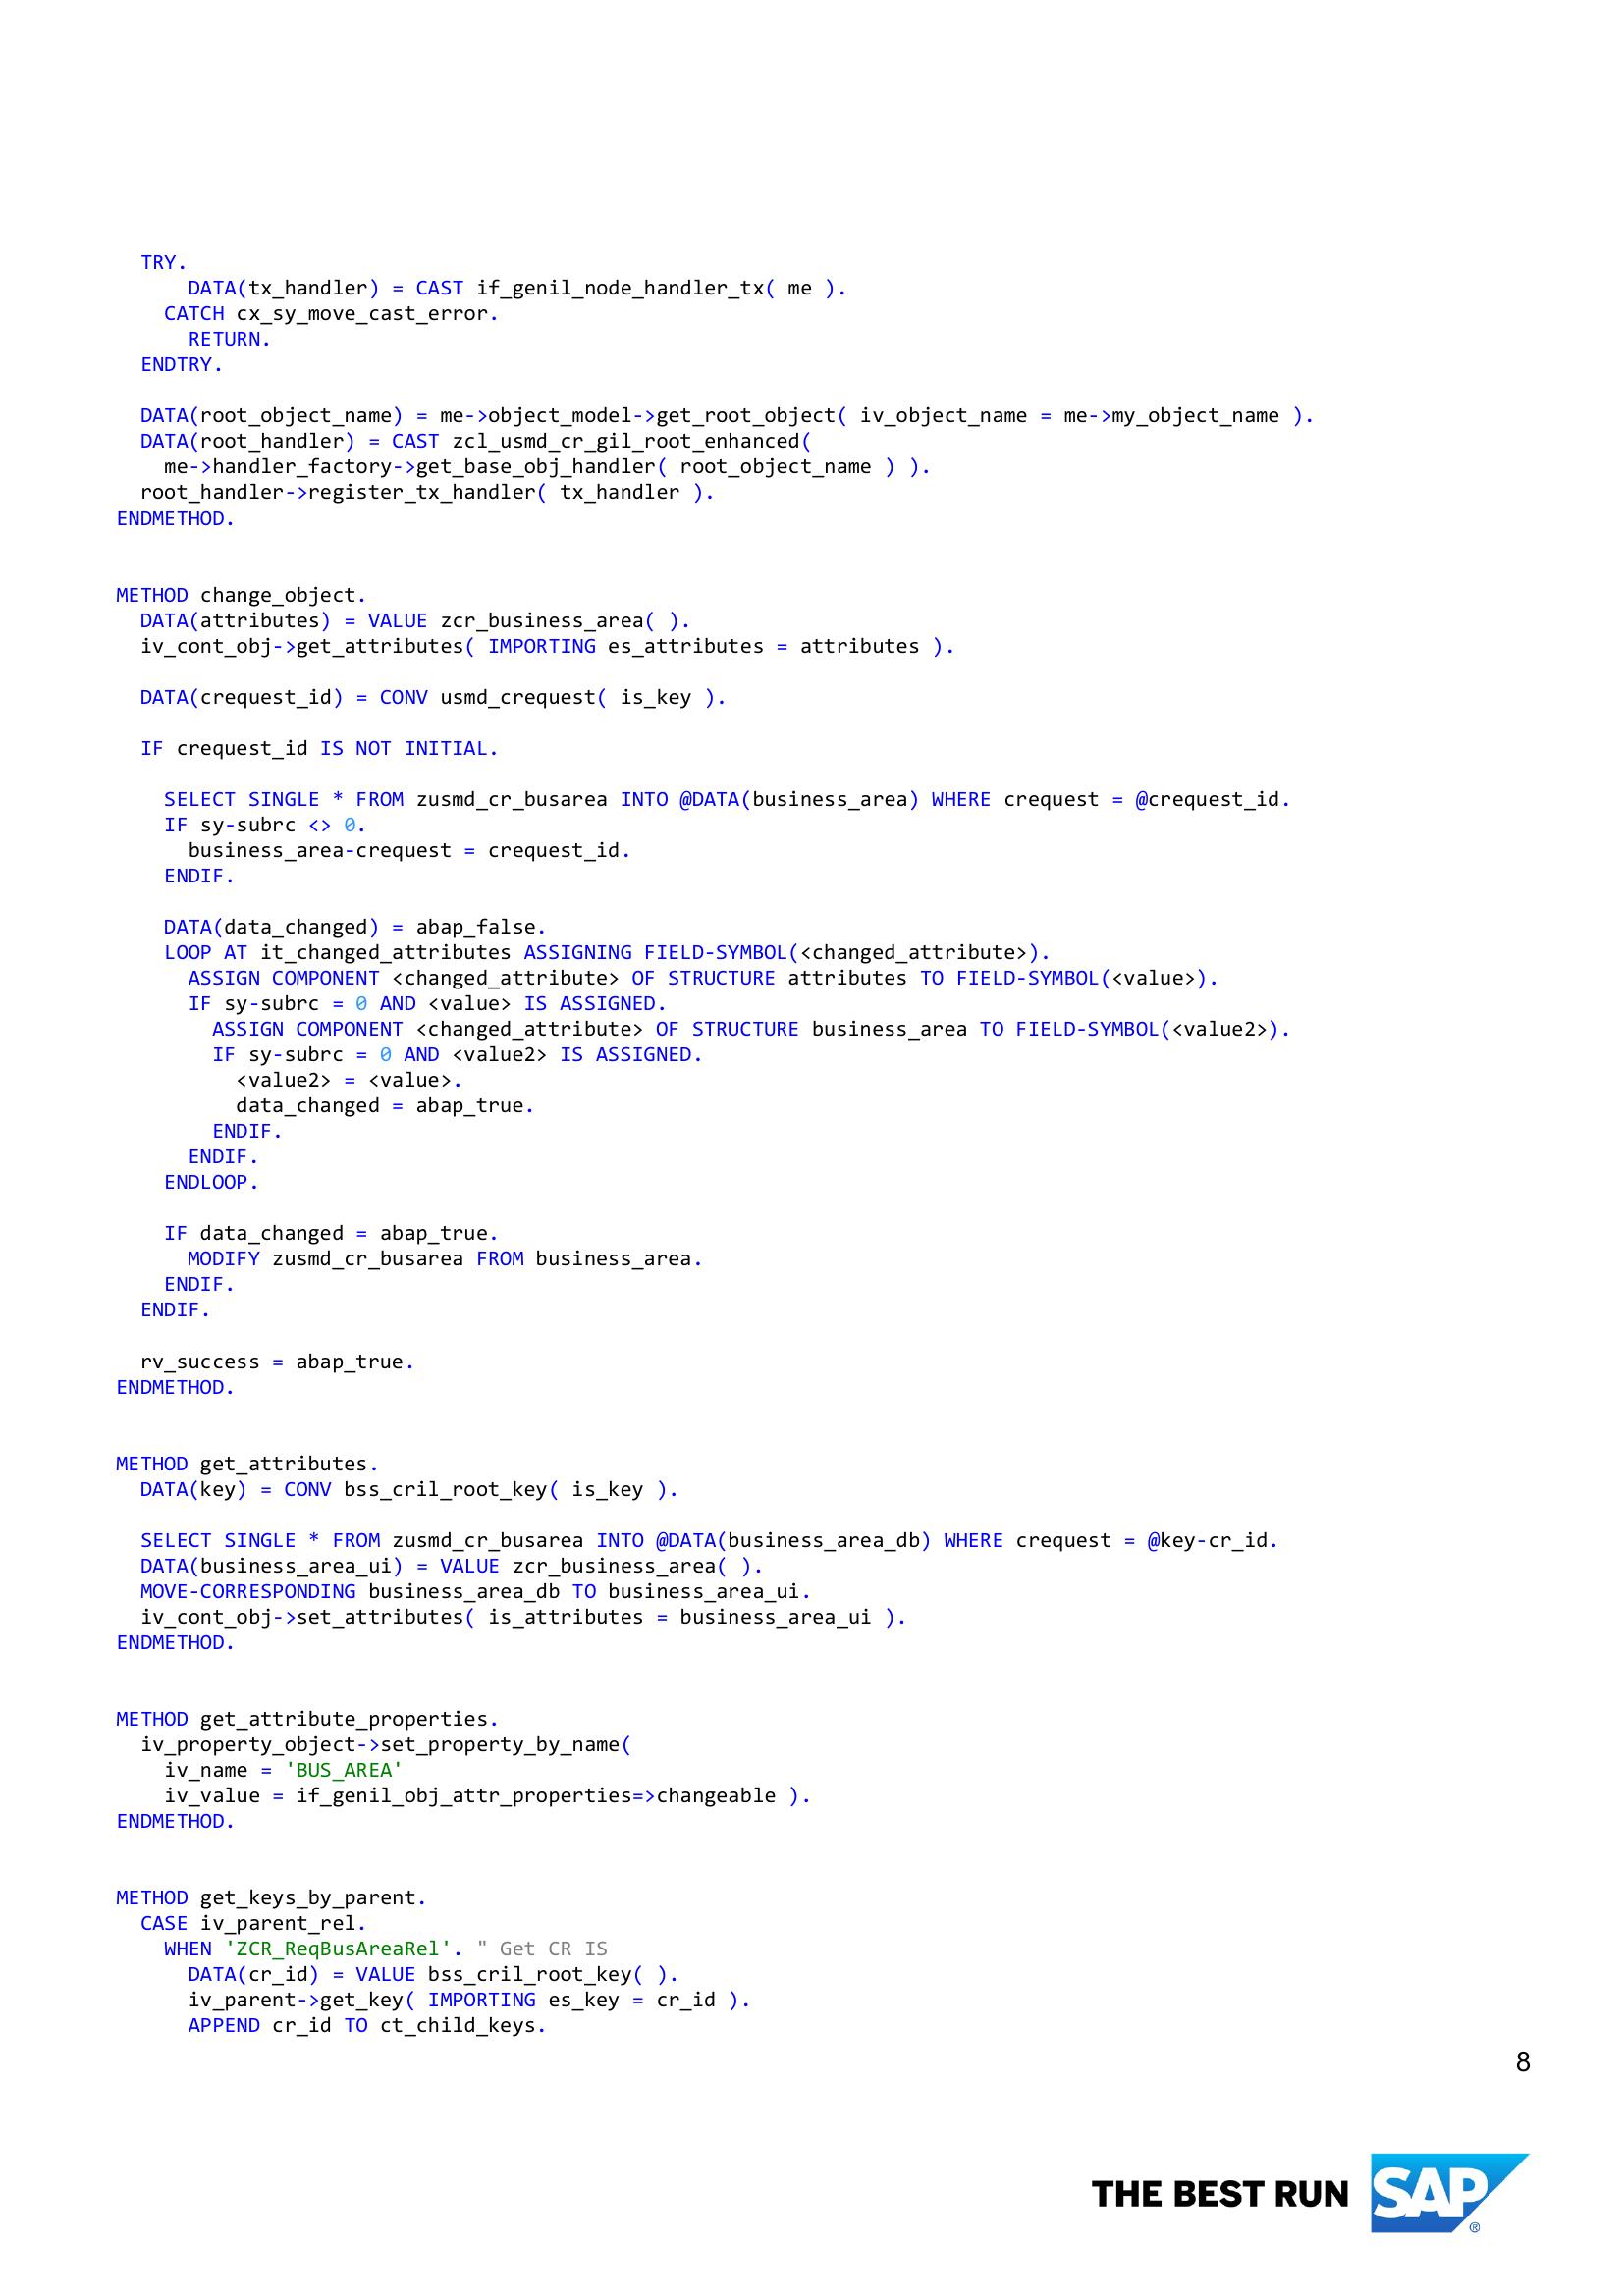 TRY.
DATA(tx_handler) = CAST if_genil_node_handler_tx( me ).
CATCH cx_sy_move_cast_error.
RETURN.
ENDTRY.
DATA(root_object_name) = me->object_model->get_root_object( iv_object_name = me->my_object_name ).
DATA(root_handler) = CAST zcl_usmd_cr_gil_root_enhanced(
me->handler_factory->get_base_obj_handler( root_object_name ) ).
root_handler->register_tx_handler( tx_handler ).
ENDMETHOD.
METHOD change_object.
DATA(attributes) = VALUE zcr_business_area( ).
iv_cont_obj->get_attributes( IMPORTING es_attributes = attributes ).
DATA(crequest_id) = CONV usmd_crequest( is_key ).
IF crequest_id IS NOT INITIAL.
SELECT SINGLE * FROM zusmd_cr_busarea INTO @DATA(business_area) WHERE crequest = @crequest_id.
IF sy-subrc <> 0.
business_area-crequest = crequest_id.
ENDIF.
DATA(data_changed) = abap_false.
LOOP AT it_changed_attributes ASSIGNING FIELD-SYMBOL(<changed_attribute>).
ASSIGN COMPONENT <changed_attribute> OF STRUCTURE attributes TO FIELD-SYMBOL(<value>).
IF sy-subrc = 0 AND <value> IS ASSIGNED.
ASSIGN COMPONENT <changed_attribute> OF STRUCTURE business_area TO FIELD-SYMBOL(<value2>).
IF sy-subrc = 0 AND <value2> IS ASSIGNED.
<value2> = <value>.
data_changed = abap_true.
ENDIF.
ENDIF.
ENDLOOP.
IF data_changed = abap_true.
MODIFY zusmd_cr_busarea FROM business_area.
ENDIF.
ENDIF.
rv_success = abap_true.
ENDMETHOD.
METHOD get_attributes.
DATA(key) = CONV bss_cril_root_key( is_key ).
SELECT SINGLE * FROM zusmd_cr_busarea INTO @DATA(business_area_db) WHERE crequest = @key-cr_id.
DATA(business_area_ui) = VALUE zcr_business_area( ).
MOVE-CORRESPONDING business_area_db TO business_area_ui.
iv_cont_obj->set_attributes( is_attributes = business_area_ui ).
ENDMETHOD.
METHOD get_attribute_properties.
iv_property_object->set_property_by_name(
iv_name = 'BUS_AREA'
iv_value = if_genil_obj_attr_properties=>changeable ).
ENDMETHOD.
METHOD get_keys_by_parent.
CASE iv_parent_rel.
WHEN 'ZCR_ReqBusAreaRel'. " Get CR IS
DATA(cr_id) = VALUE bss_cril_root_key( ).
iv_parent->get_key( IMPORTING es_key = cr_id ).
APPEND cr_id TO ct_child_keys.
8
THE BEST RUN SAP®